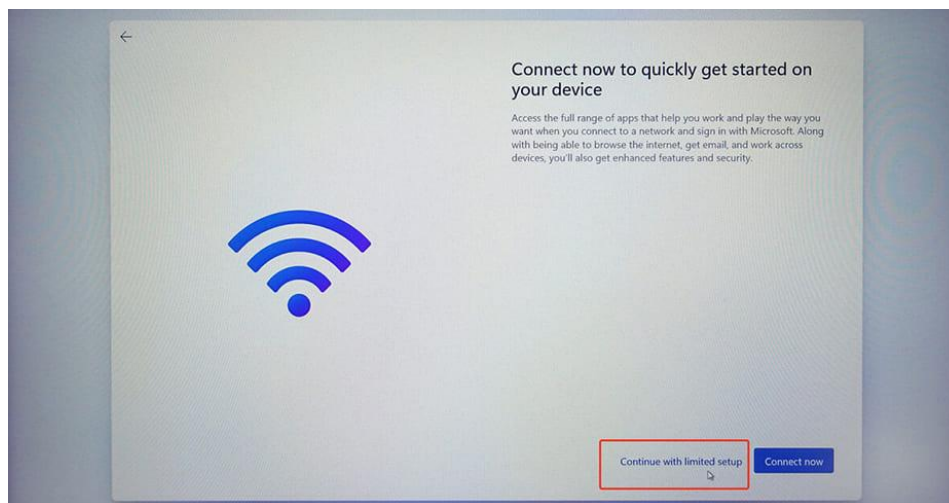 Connect now to quickly get started on
your device
Access the full range of apps that help you work and play the way you
want when you connect to a network and sign in with Microsoft. Along
with being able to browse the internet, get email, and work across
devices, you'll also get enhanced features and security.
Continue with limited setup
Connect now